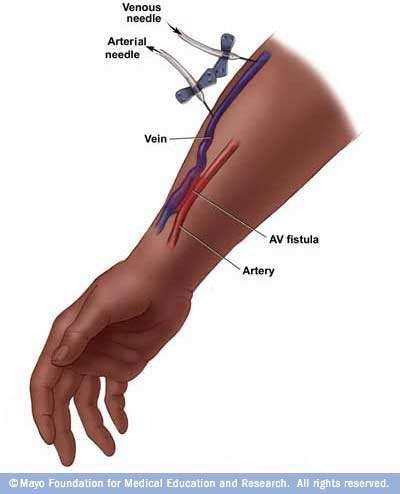 Venous
needle
Arterial
needle
Vein
AV fistula
Artery
© Mayo Foundation for Medical Education and Research. All rights reserved.